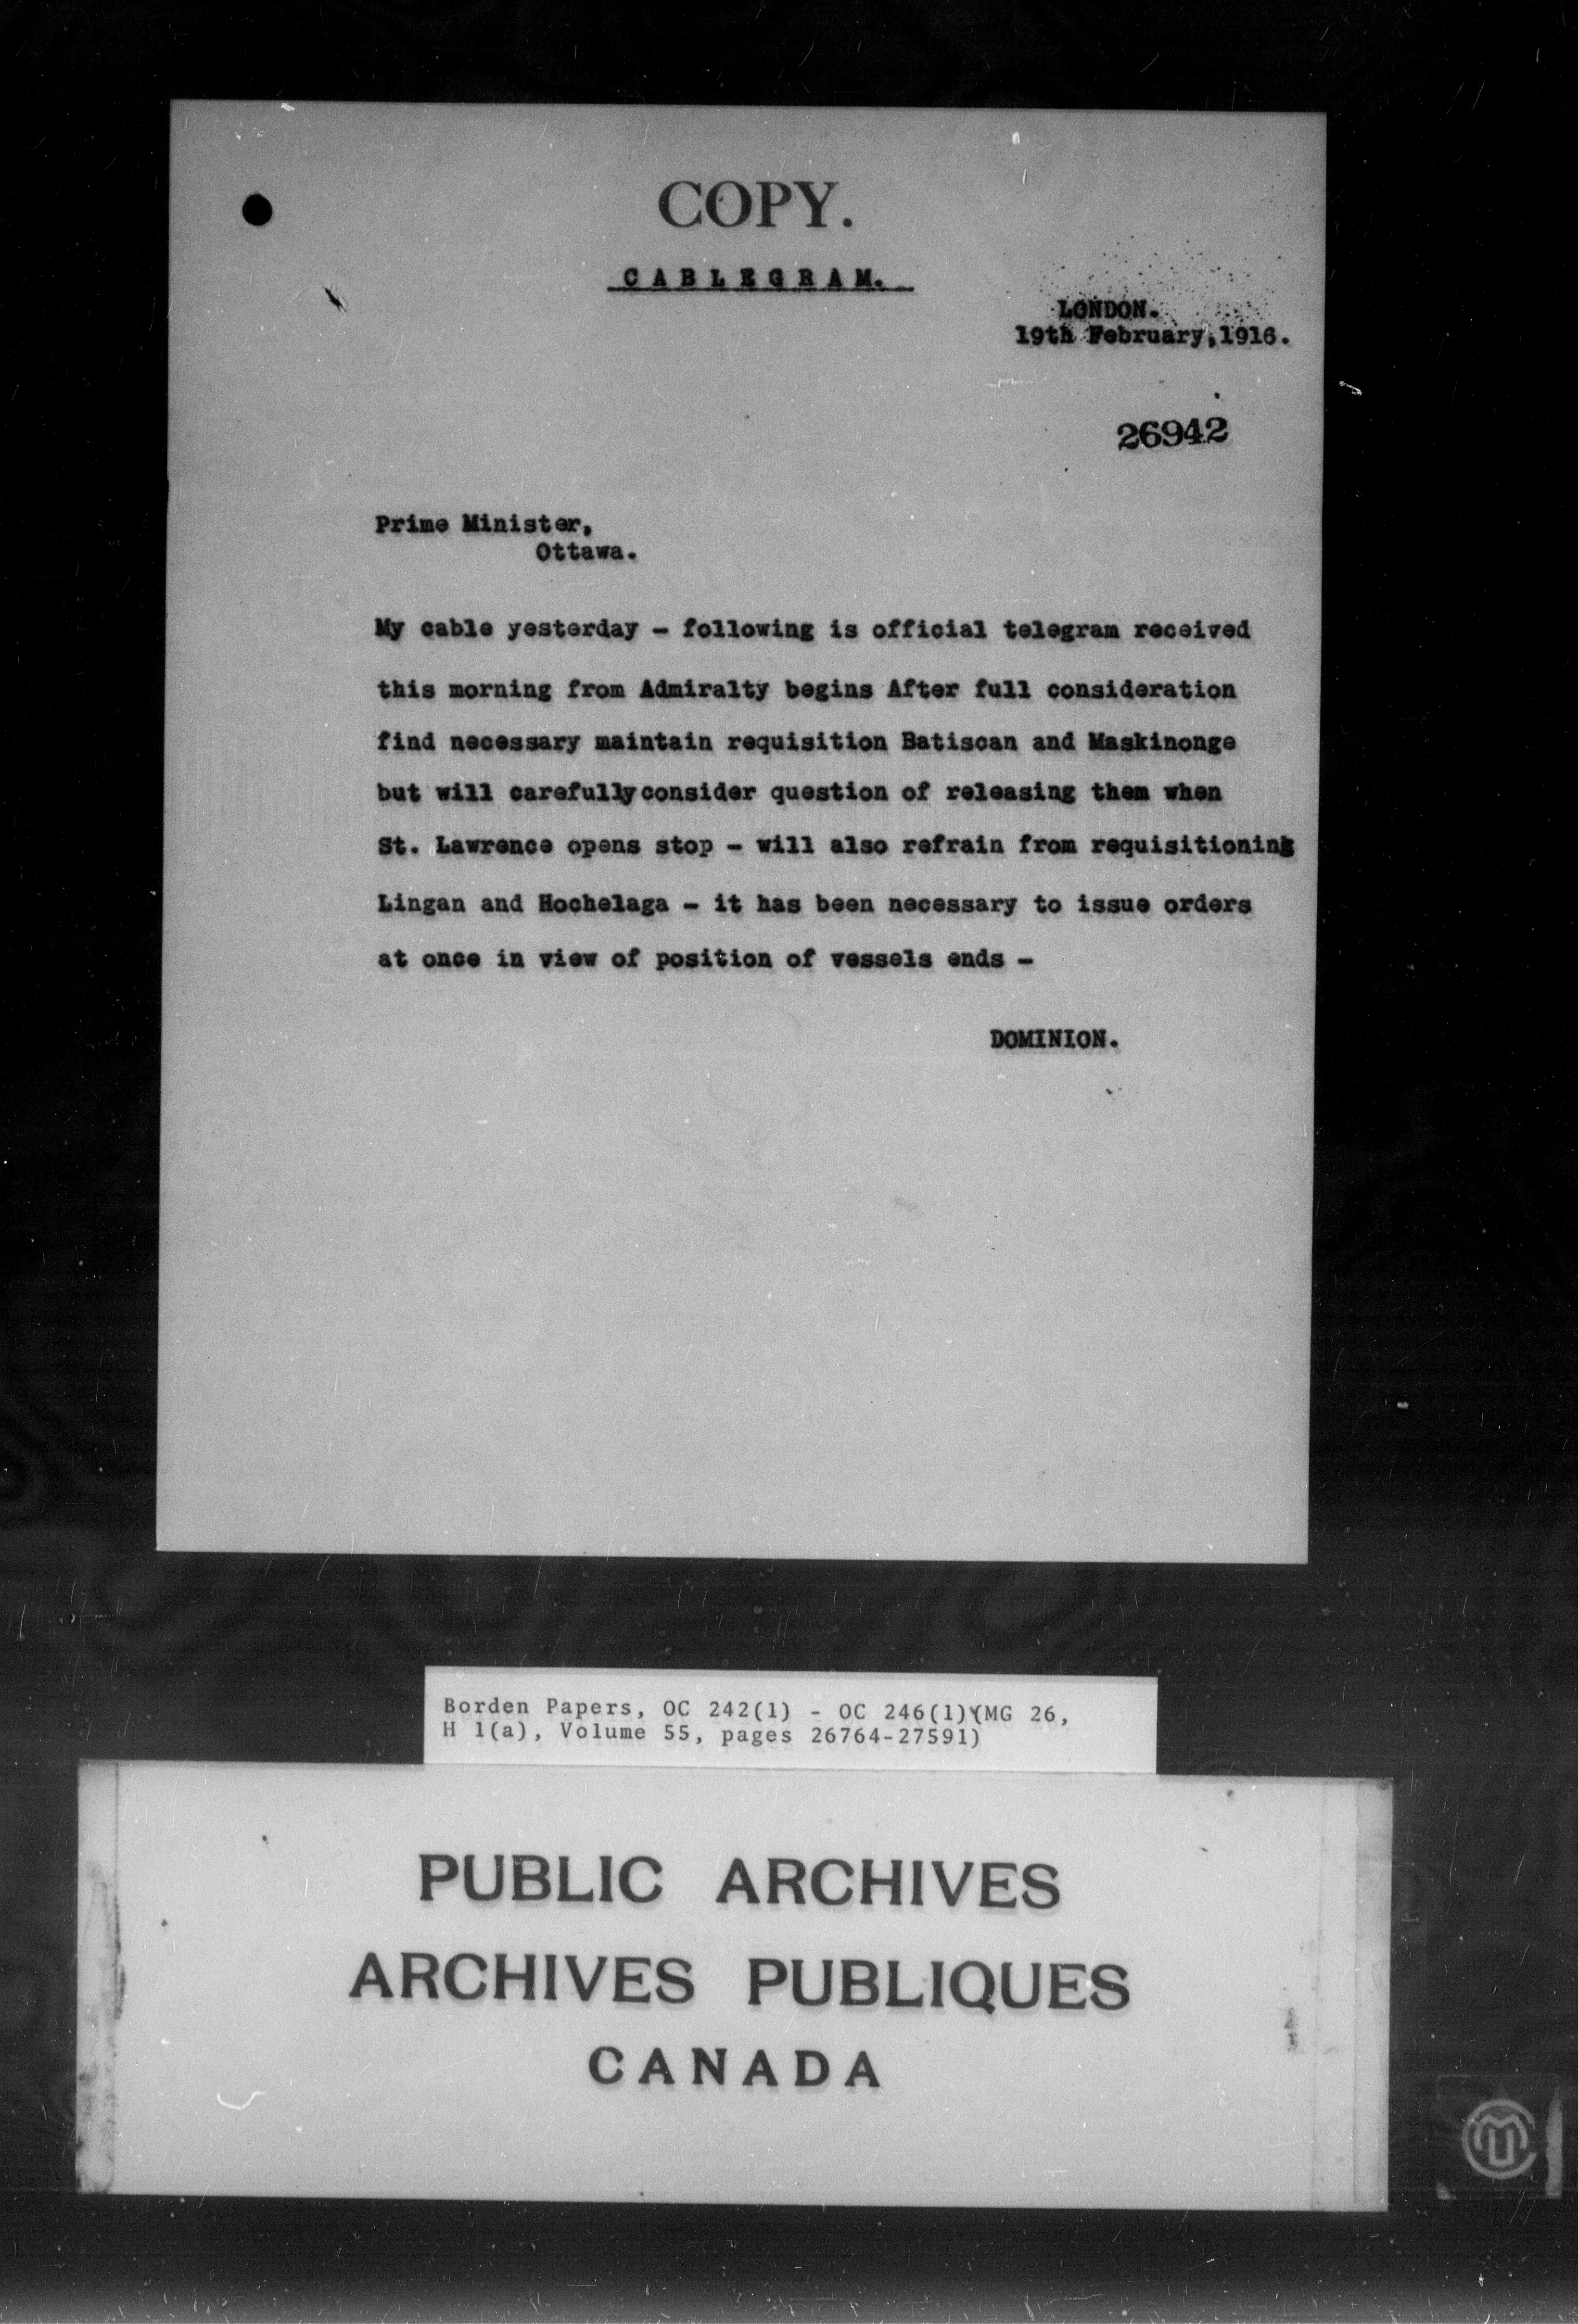 COPY.
CABLEGRAM.
LONDON.
19th February, 1916.
26942
Prime Minister,
Ottawa.
My cable yesterday - following is official telegram received
this morning from Admiralty begins After full consideration
find necessary maintain requisition Batiscan and Maskinonge
but will carefully consider question of releasing them when
St. Lawrence opens stop - will also refrain from requisitioning
Lingan and Hochelaga - it has been necessary to issue orders
at once in view of position of vessels ends -
DOMINION.
Borden Papers, OC 242(1) - OC 246(1)(MG 26,
H 1(a), Volume 55, pages 26764-27591)
PUBLIC ARCHIVES
ARCHIVES PUBLIQUES
CANADA